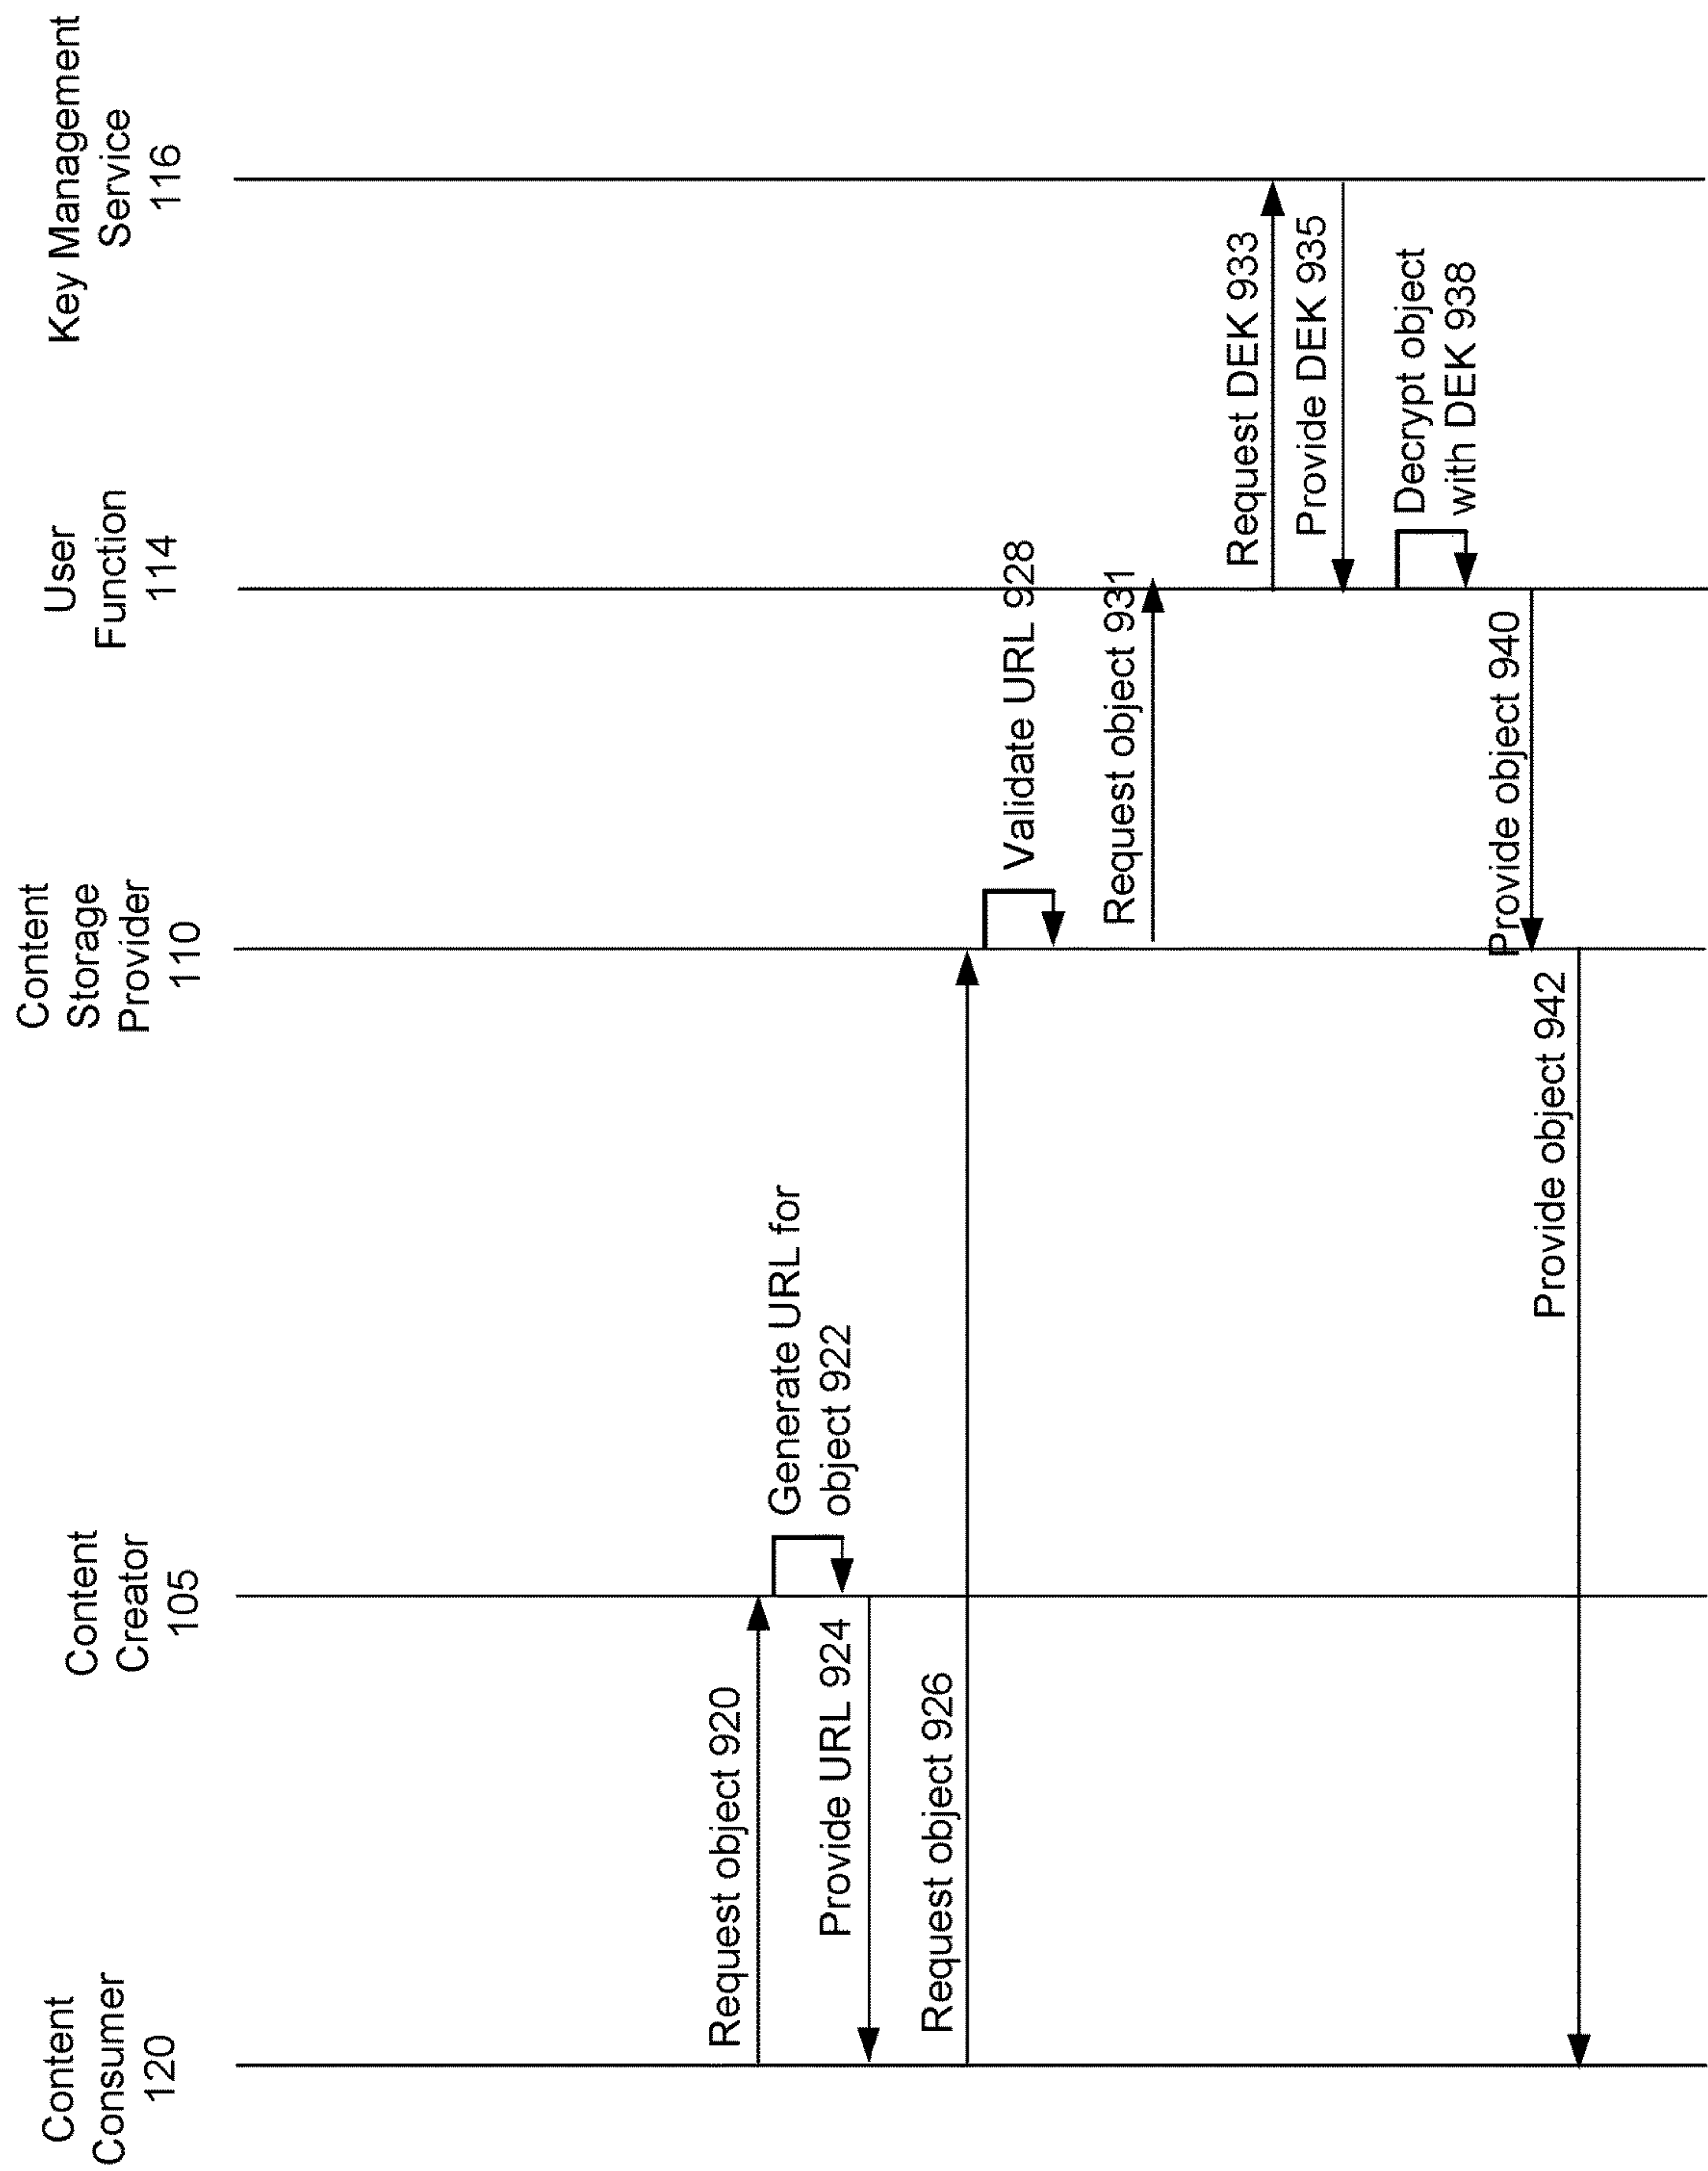 Content
Consumer
120
Content
Creator
105
Content
Storage
Provider
110
User
Function
114
Key Management
Service
116
Request object 920
Generate URL for
object 922
Provide URL 924
Request object 926
Validate URL 928
Request object 931
Request DEK 933
Provide DEK 935
Decrypt object
with DEK 938
Provide object 940
Provide object 942